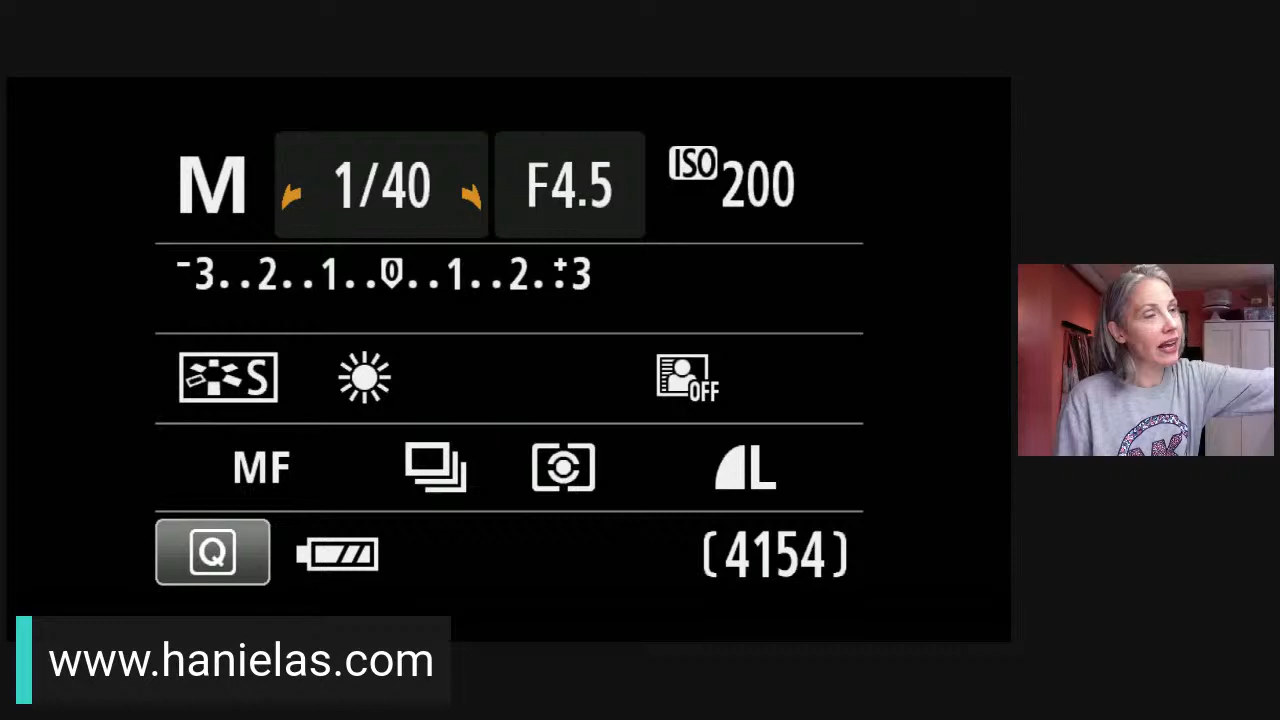 M 1/40 F4.5 ISO 200
-3..2..1..0..1..2.:+3
S OFF
MF L
Q (4154)
www.hanielas.com